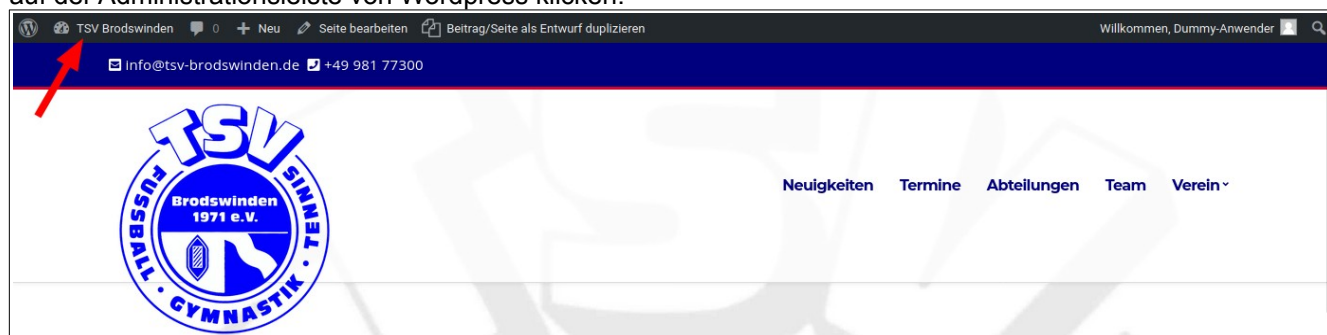 auf der Administrationsleiste von Wordpress klicken.
TSV Brodswinden 0 + Neu Seite bearbeiten Beitrag/Seite als Entwurf duplizieren Willkommen, Dummy-Anwender
Info@tsv-brodswinden.de +49 981 77300
TSV
FUSSBALL · GYMNASTIK · TENNIS
Brodswinden
1971 e.V.
Neuigkeiten Termine Abteilungen Team Verein
TSV